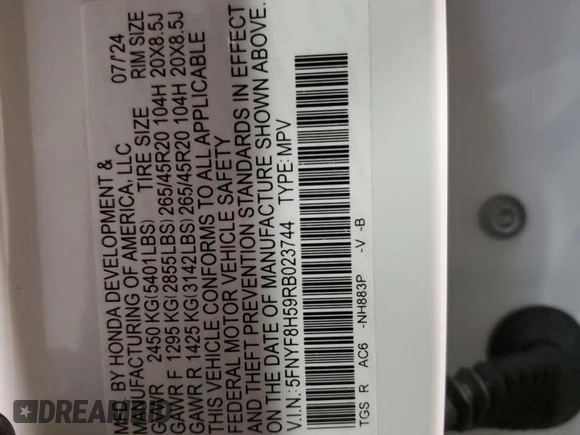 MFD. BY HONDA DEVELOPMENT &
MANUFACTURING OF AMERICA, LLC 07/'24
GVWR 2450 KG(5401LBS) TIRE SIZE RIM SIZE
GAWR F 1295 KG(2855LBS) 265/45R20 104H 20X8.5J
GAWR R 1425 KG(3142LBS) 265/45R20 104H 20X8.5J
THIS VEHICLE CONFORMS TO ALL APPLICABLE
FEDERAL MOTOR VEHICLE SAFETY
AND THEFT PREVENTION STANDARDS IN EFFECT
ON THE DATE OF MANUFACTURE SHOWN ABOVE.
V.I.N.: 5FNYF8H59RB023744 TYPE: MPV
TGS R AC6 -NH883P -V -B
DREAM